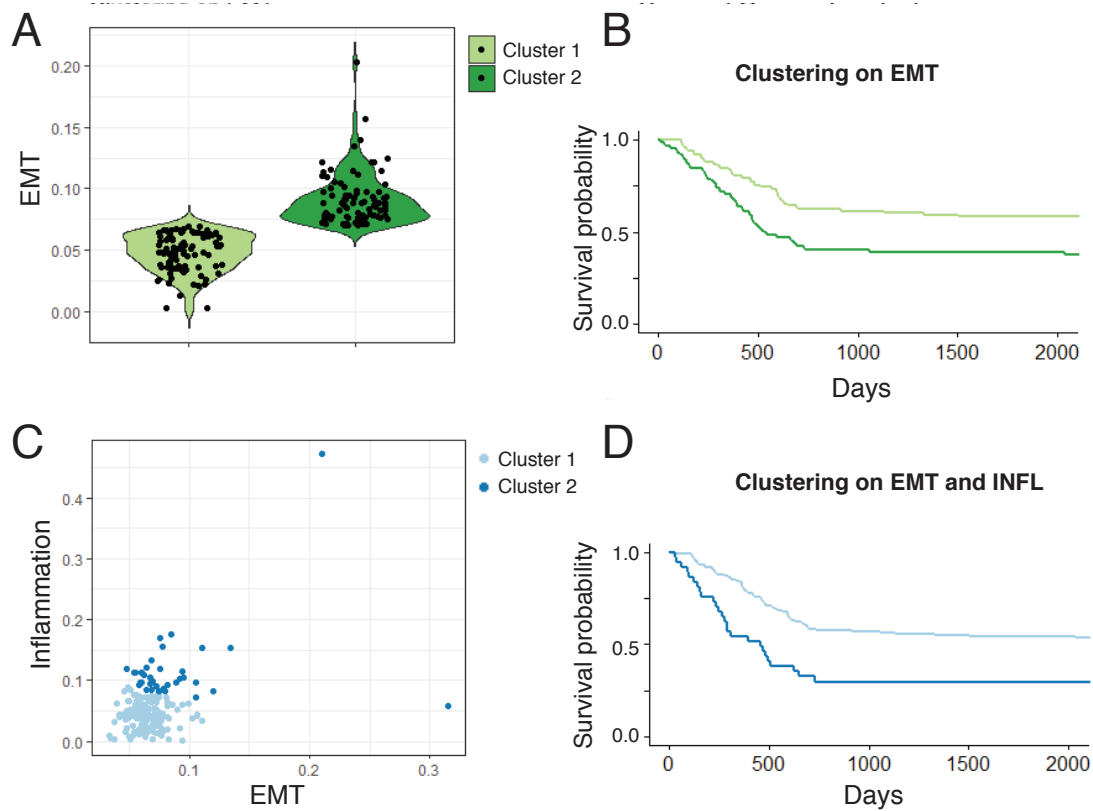 A
0.20
0.15
0.10
0.05
0.00
EMT
Cluster 1
Cluster 2
B
Clustering on EMT
1.0
0.5
0.0
Survival probability
0
500
1000
1500
2000
Days
C
0.4
0.3
0.2
0.1
0.0
Inflammation
0.1
0.2
0.3
EMT
Cluster 1
Cluster 2
D
Clustering on EMT and INFL
1.0
0.5
0.0
Survival probability
0
500
1000
1500
2000
Days